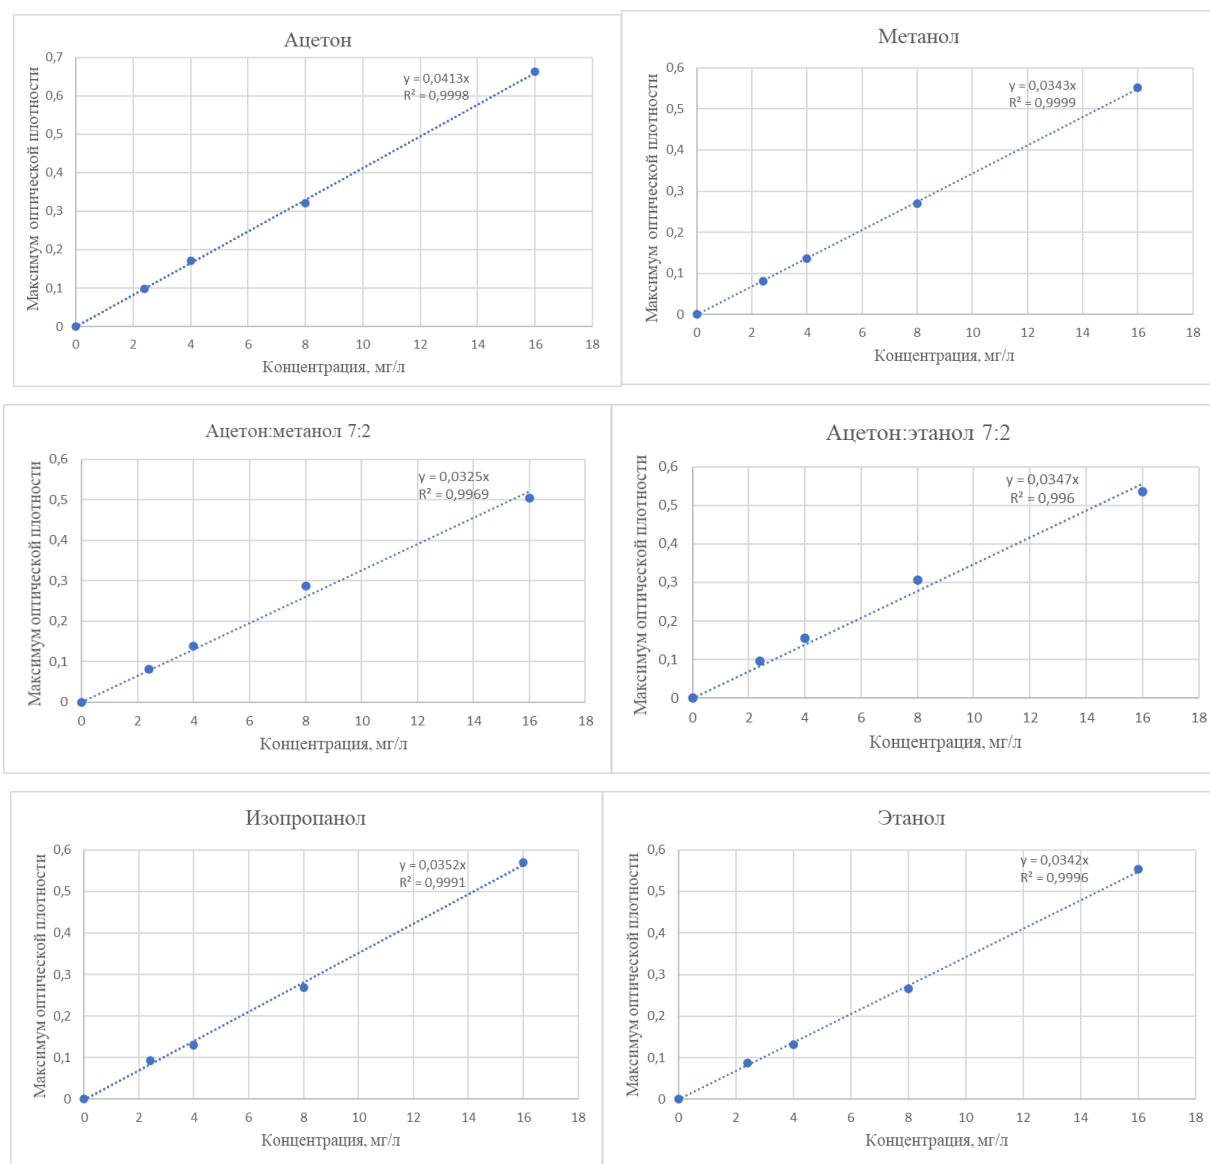 Ацетон
Максимум оптической плотности
0,7
0,6
0,5
0,4
0,3
0,2
0,1
0
y = 0,0413x
R² = 0,9998
0 2 4 6 8 10 12 14 16 18
Концентрация, мг/л
Метанол
Максимум оптической плотности
0,6
0,5
0,4
0,3
0,2
0,1
0
y = 0,0343x
R² = 0,9999
0 2 4 6 8 10 12 14 16 18
Концентрация, мг/л
Ацетон:метанол 7:2
Максимум оптической плотности
0,6
0,5
0,4
0,3
0,2
0,1
0
y = 0,0325x
R² = 0,9969
0 2 4 6 8 10 12 14 16 18
Концентрация, мг/л
Ацетон:этанол 7:2
Максимум оптической плотности
0,6
0,5
0,4
0,3
0,2
0,1
0
y = 0,0347x
R² = 0,996
0 2 4 6 8 10 12 14 16 18
Концентрация, мг/л
Изопропанол
Максимум оптической плотности
0,6
0,5
0,4
0,3
0,2
0,1
0
y = 0,0352x
R² = 0,9991
0 2 4 6 8 10 12 14 16 18
Концентрация, мг/л
Этанол
Максимум оптической плотности
0,6
0,5
0,4
0,3
0,2
0,1
0
y = 0,0342x
R² = 0,9996
0 2 4 6 8 10 12 14 16 18
Концентрация, мг/л